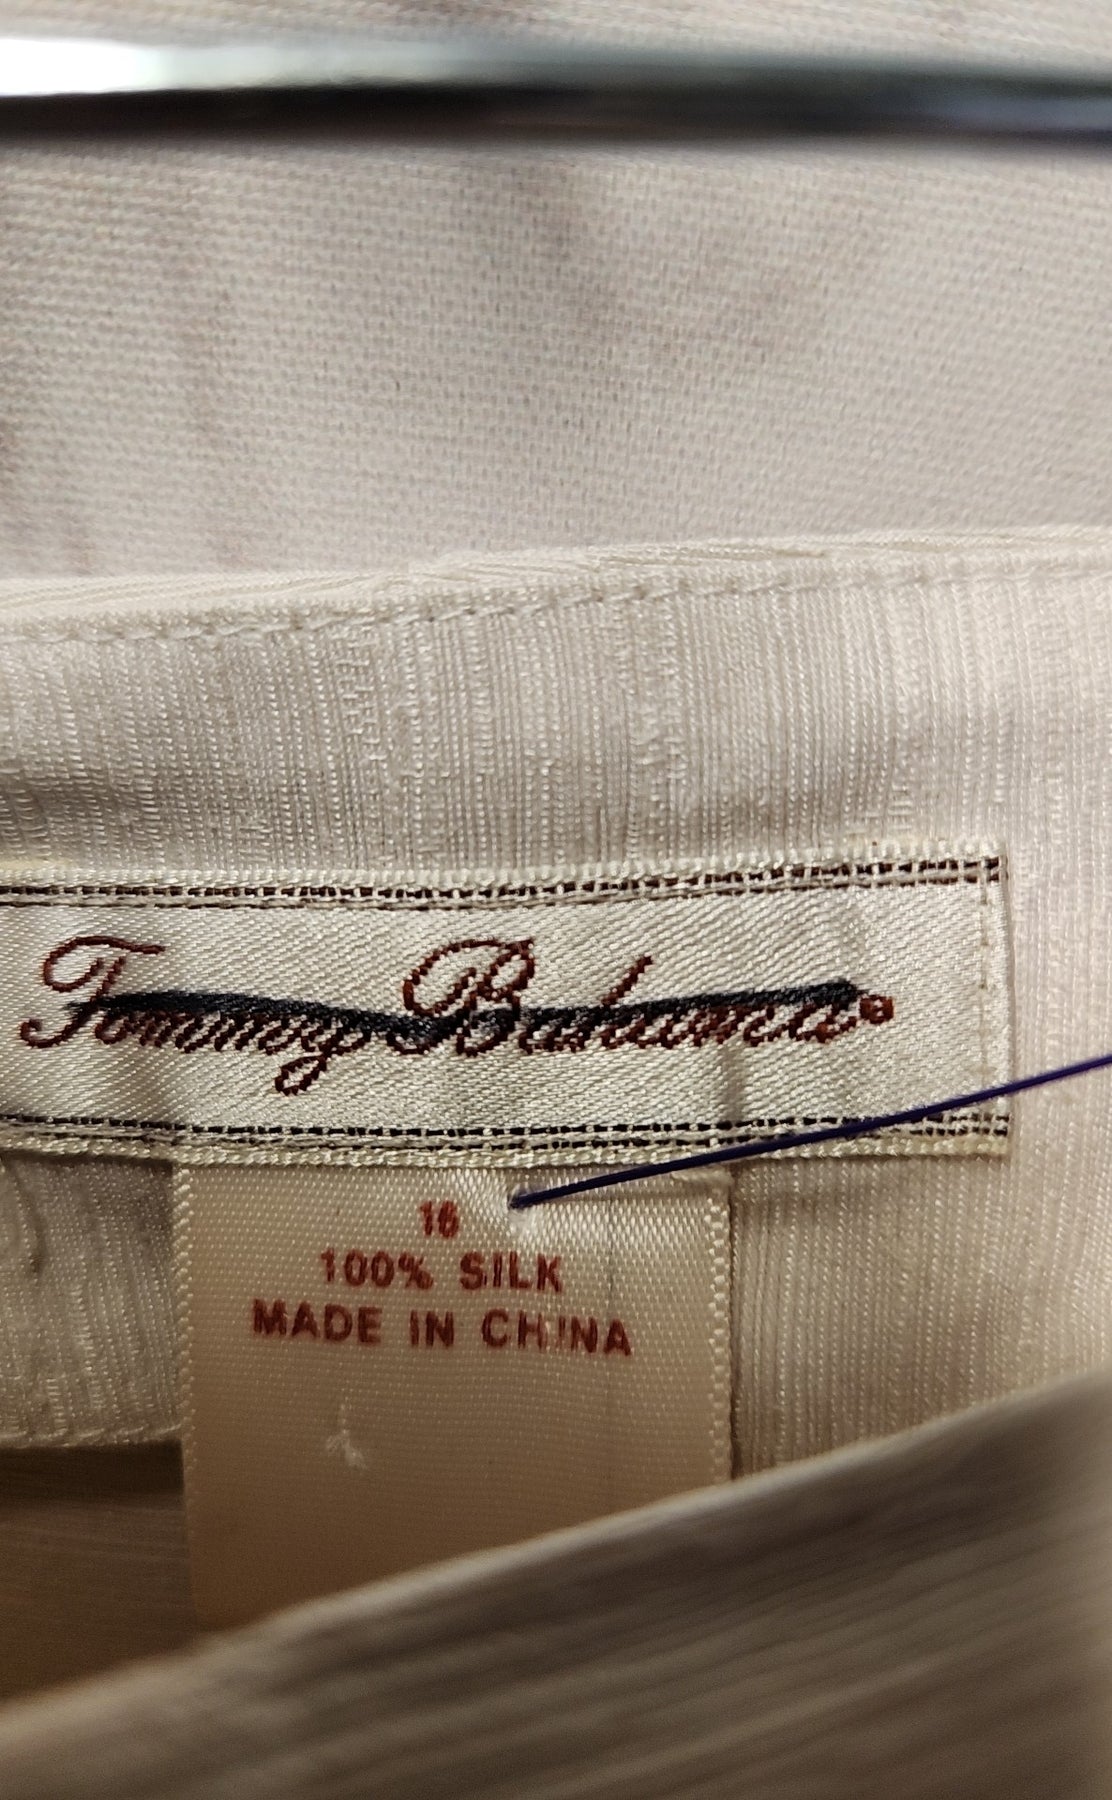 Tommy Bahama®
16
100% SILK
MADE IN CHINA